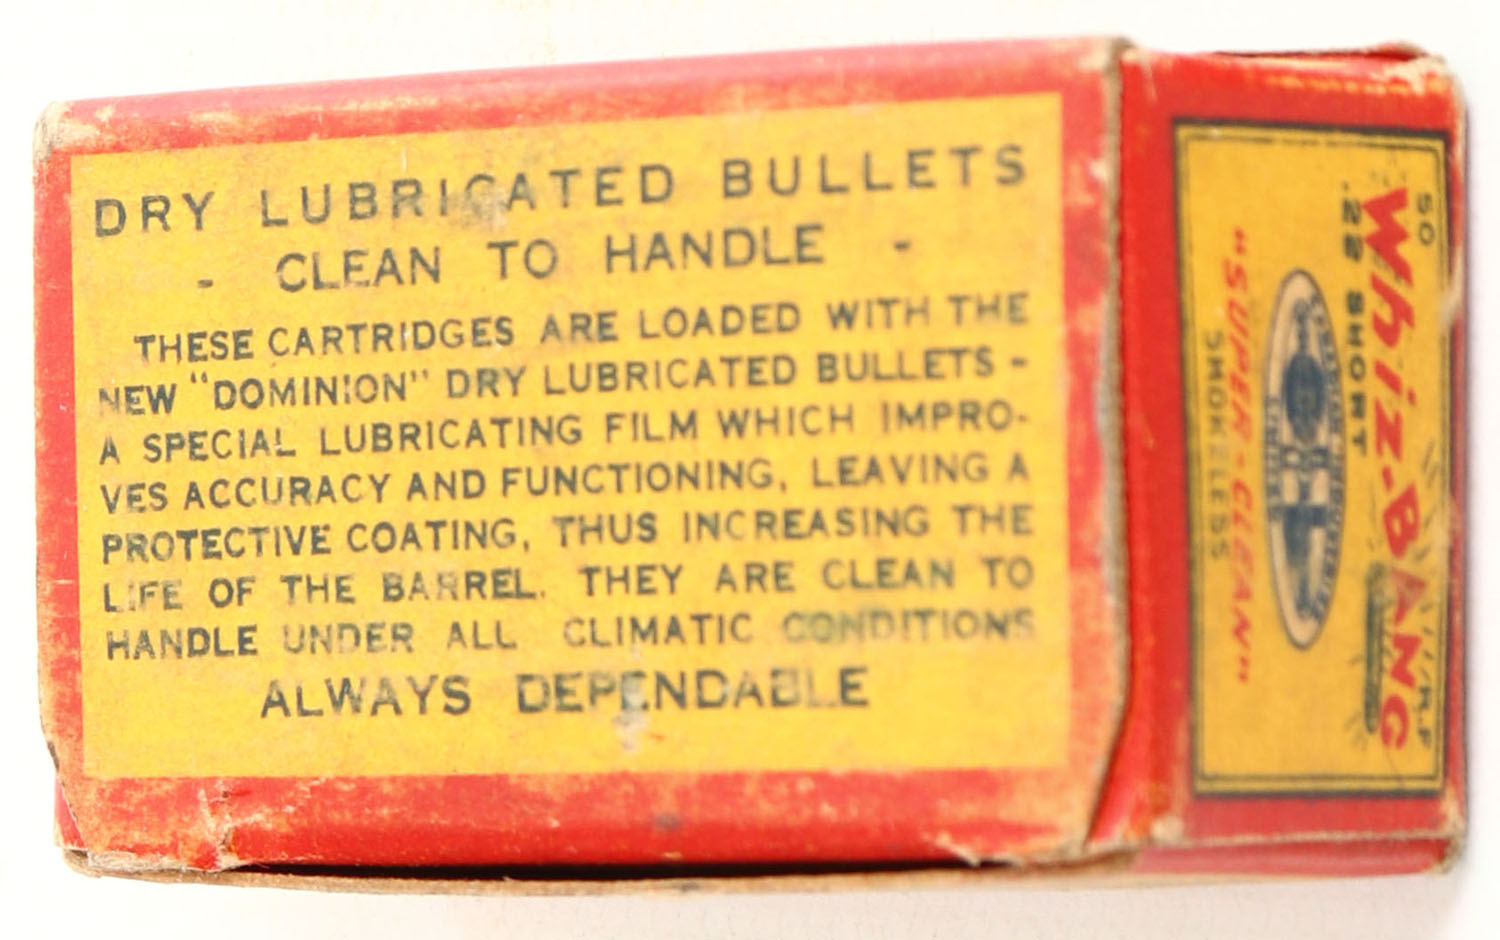 DRY LUBRICATED BULLETS
- CLEAN TO HANDLE -
THESE CARTRIDGES ARE LOADED WITH THE
NEW "DOMINION" DRY LUBRICATED BULLETS -
A SPECIAL LUBRICATING FILM WHICH IMPRO-
VES ACCURACY AND FUNCTIONING, LEAVING A
PROTECTIVE COATING, THUS INCREASING THE
LIFE OF THE BARREL. THEY ARE CLEAN TO
HANDLE UNDER ALL CLIMATIC CONDITIONS
ALWAYS DEPENDABLE
50
Whiz-BANG
.22 SHORT
"SUPER-CLEAN"
SMOKELESS